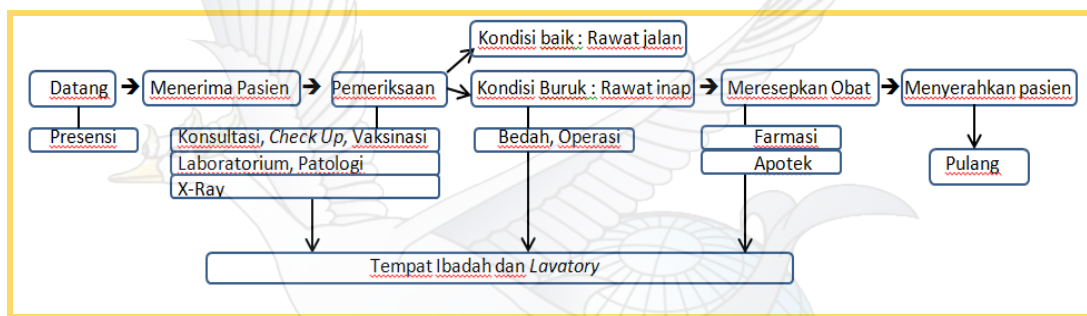 Kondisi baik : Rawat jalan
Datang
Menerima Pasien
Pemeriksaan
Kondisi Buruk : Rawat inap
Meresepkan Obat
Menyerahkan pasien
Presensi
Konsultasi, Check Up, Vaksinasi
Laboratorium, Patologi
X-Ray
Bedah, Operasi
Farmasi
Apotek
Pulang
Tempat Ibadah dan Lavatory